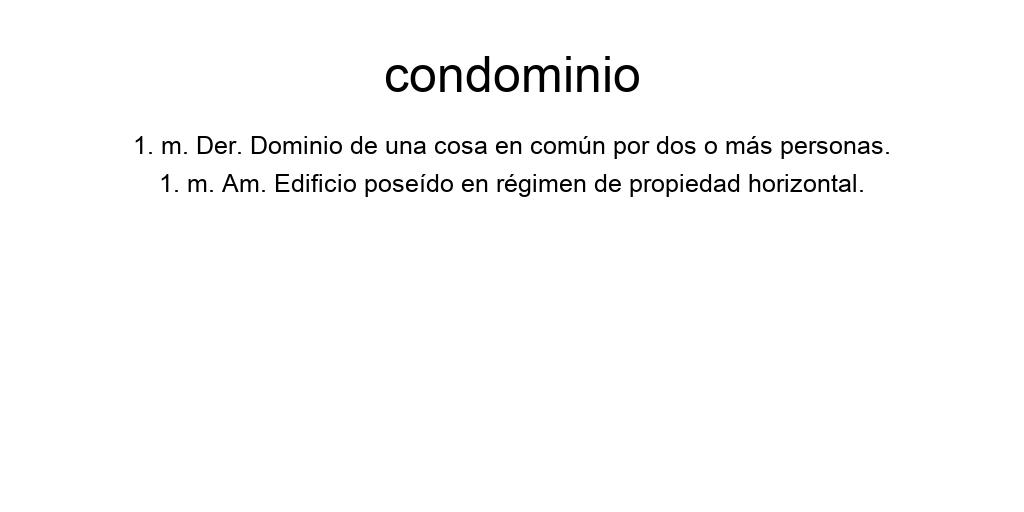 condominio
1. m. Der. Dominio de una cosa en común por dos o más personas.
1. m. Am. Edificio poseído en régimen de propiedad horizontal.